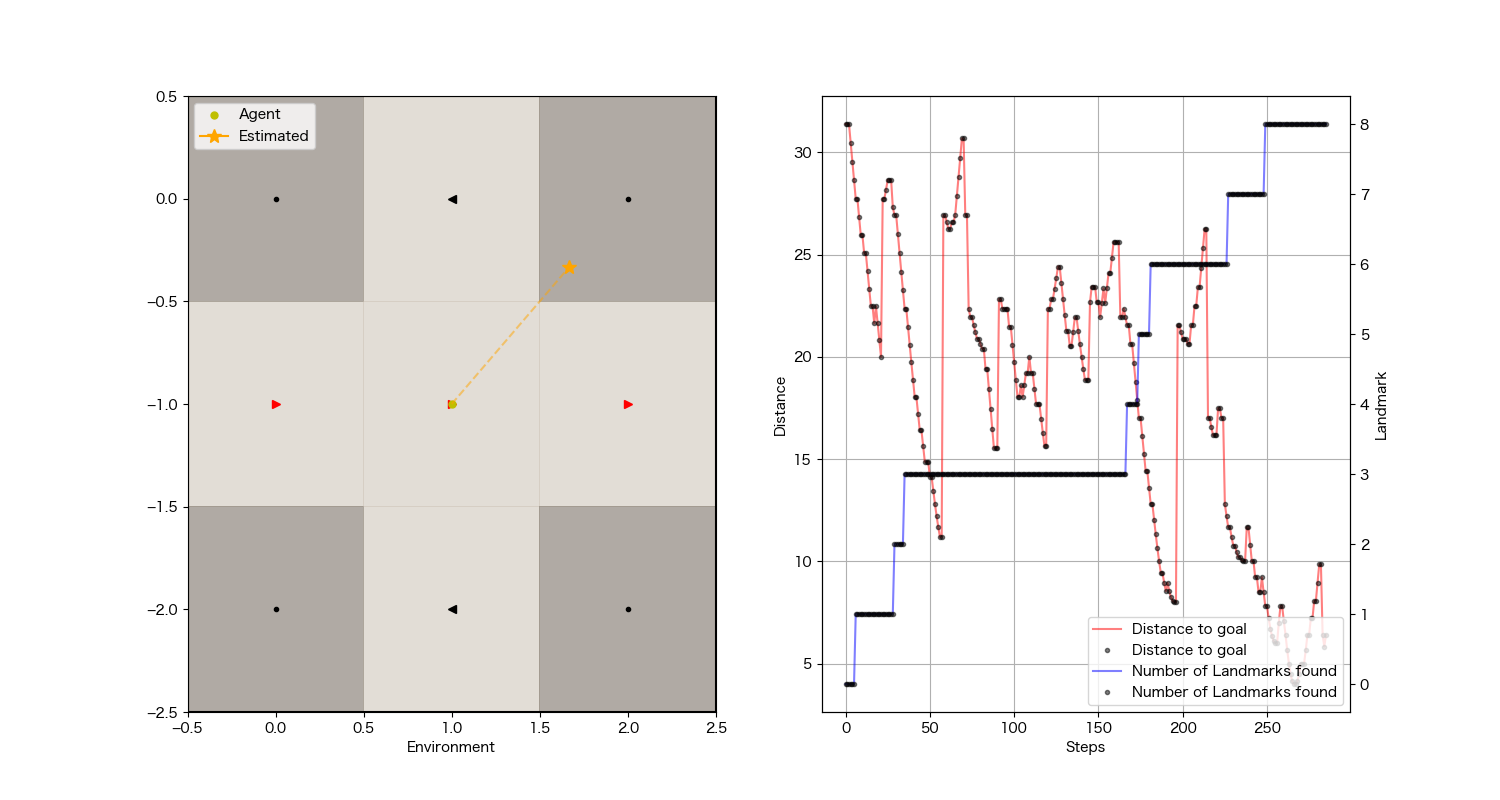 Agent
Estimated
0.5
0.0
−0.5
−1.0
−1.5
−2.0
−2.5
−0.5 0.0 0.5 1.0 1.5 2.0 2.5
Environment
Distance
30
25
20
15
10
5
0 50 100 150 200 250
Steps
8
7
6
5
4
3
2
1
0
Landmark
Distance to goal
Distance to goal
Number of Landmarks found
Number of Landmarks found